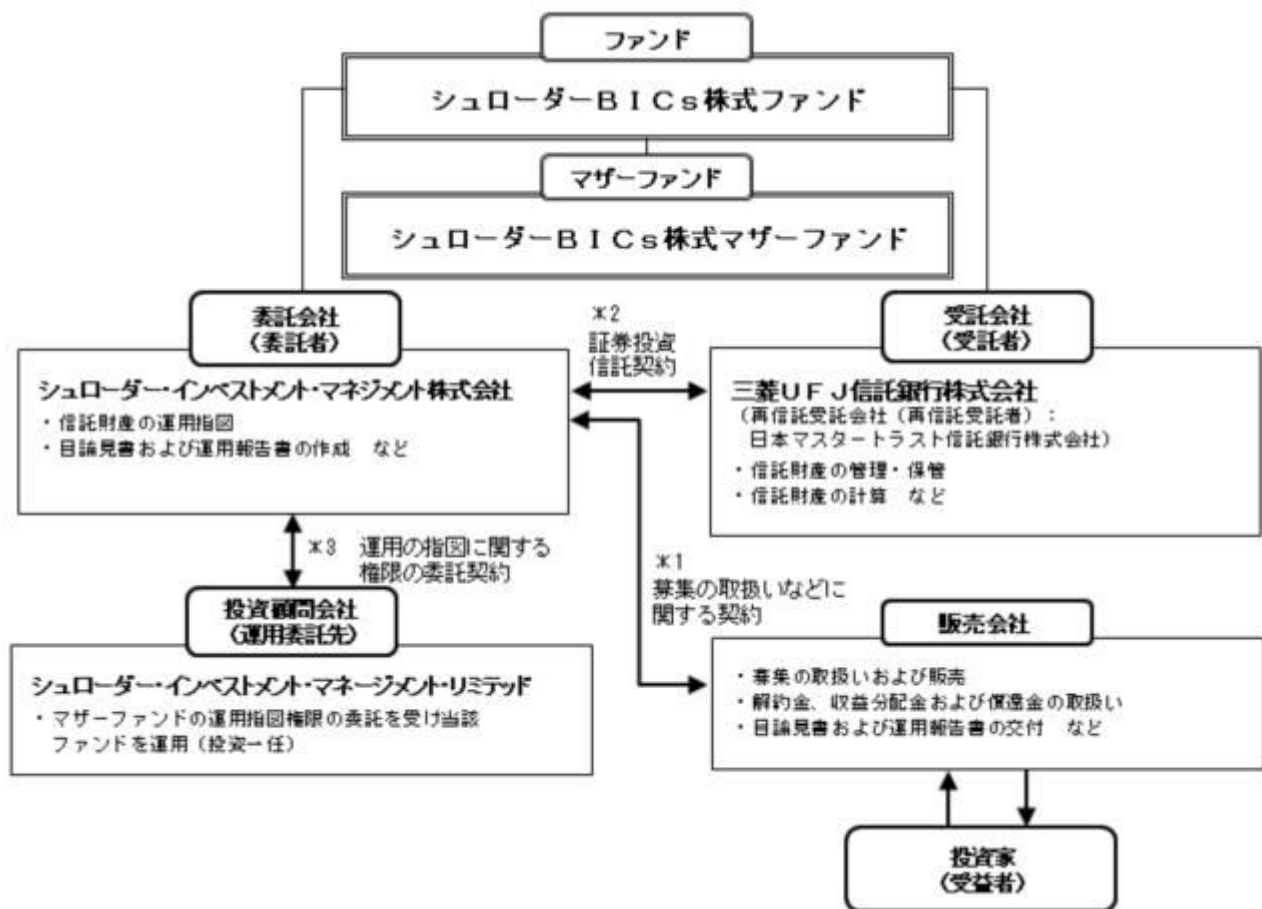 ファンド
シュローダーBICs株式ファンド
マザーファンド
シュローダーBICs株式マザーファンド
委託会社
(委託者)
シュローダー・インベストメント・マネジメント株式会社
・信託財産の運用指図
・目論見書および運用報告書の作成 など
*2
証券投資
信託契約
受託会社
(受託者)
三菱UFJ信託銀行株式会社
(再信託受託会社(再信託受託者):
日本マスタートラスト信託銀行株式会社)
・信託財産の管理・保管
・信託財産の計算 など
*3 運用の指図に関する
権限の委託契約
*1
募集の取扱いなどに
関する契約
投資顧問会社
(運用委託先)
シュローダー・インベストメント・マネージメント・リミテッド
・マザーファンドの運用指図権限の委託を受け当該
ファンドを運用(投資一任)
販売会社
・募集の取扱いおよび販売
・解約金、収益分配金および償還金の取扱い
・目論見書および運用報告書の交付 など
投資家
(受益者)